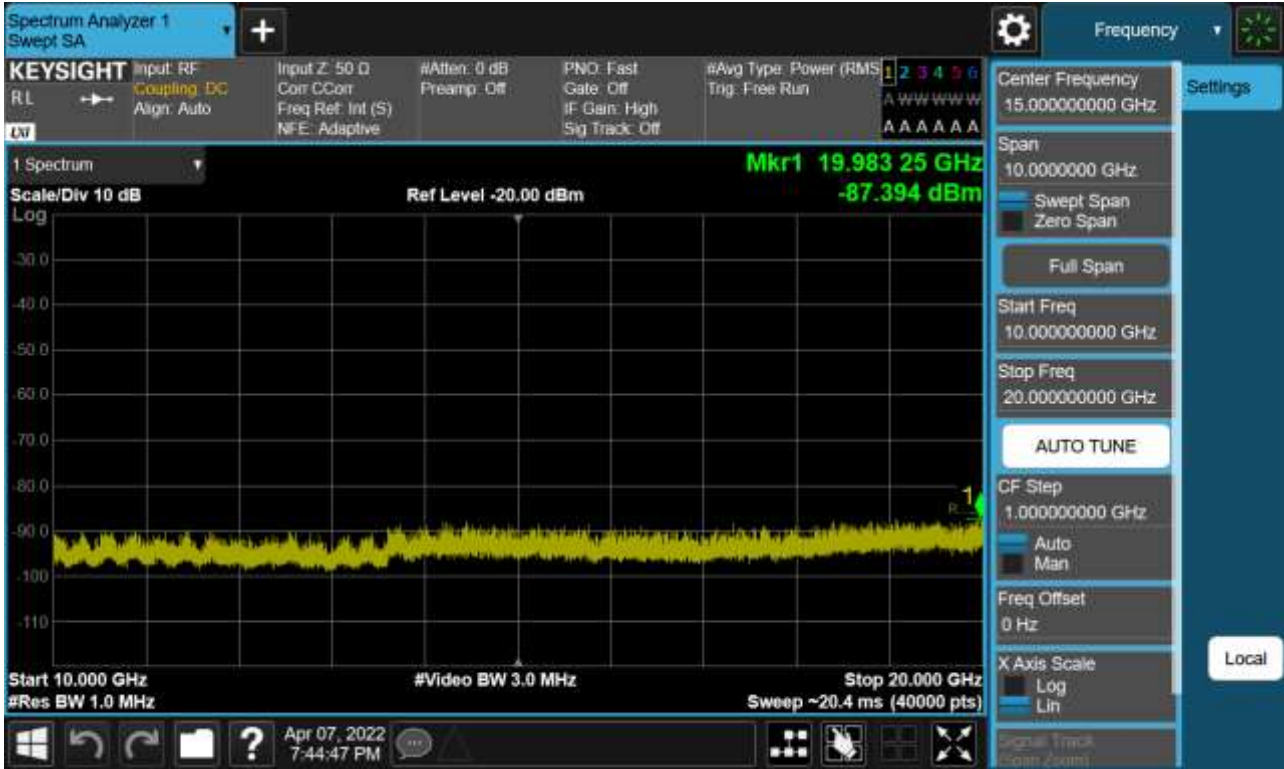 Spectrum Analyzer 1
Swept SA
+
Frequency
KEYSIGHT
RL
LXI
Input: RF
Coupling: DC
Align: Auto
Input Z: 50 Ω
Corr CCorr
Freq Ref: Int (S)
NFE: Adaptive
#Atten: 0 dB
Preamp: Off
PNO: Fast
Gate: Off
IF Gain: High
Sig Track: Off
#Avg Type: Power (RMS
Trig: Free Run
1 2 3 4 5 6
A W W W W W
A A A A A A
1 Spectrum
Scale/Div 10 dB
Log
Ref Level -20.00 dBm
Mkr1 19.983 25 GHz
-87.394 dBm
-30.0
-40.0
-50.0
-60.0
-70.0
-80.0
-90.0
-100
-110
1
Start 10.000 GHz
#Res BW 1.0 MHz
#Video BW 3.0 MHz
Stop 20.000 GHz
Sweep ~20.4 ms (40000 pts)
Center Frequency
15.000000000 GHz
Span
10.0000000 GHz
Swept Span
Zero Span
Full Span
Start Freq
10.000000000 GHz
Stop Freq
20.000000000 GHz
AUTO TUNE
CF Step
1.000000000 GHz
Auto
Man
Freq Offset
0 Hz
X Axis Scale
Log
Lin
Signal Track
(Span Zoom)
Settings
Local
?
Apr 07, 2022
7:44:47 PM